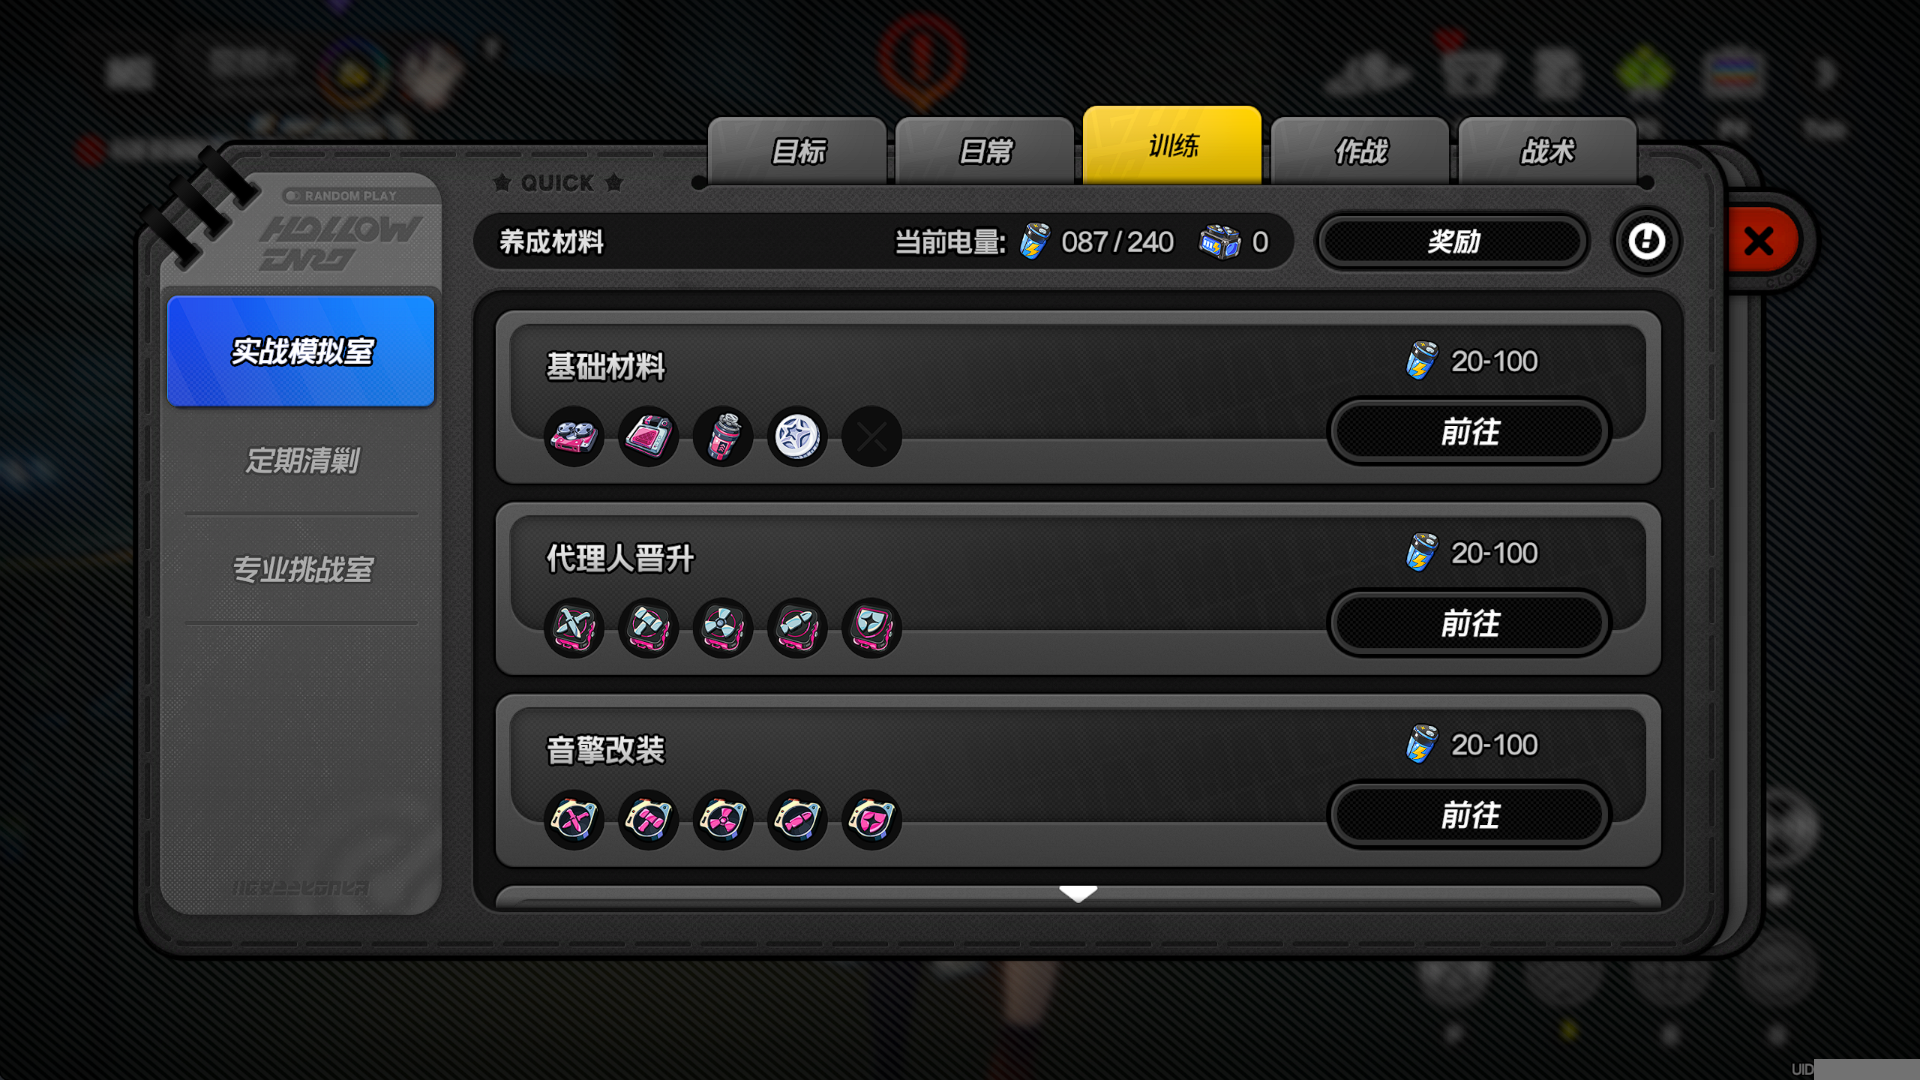 目标
日常
训练
作战
战术
★ QUICK ★
RANDOM PLAY
HOLLOW
ZERO
养成材料
当前电量: 087/240 0
奖励
实战模拟室
定期清剿
专业挑战室
基础材料
20-100
前往
代理人晋升
20-100
前往
音擎改装
20-100
前往
UID